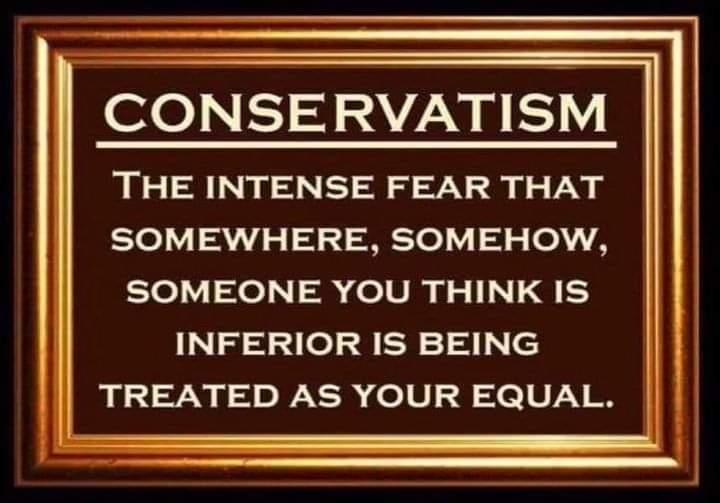 CONSERVATISM
THE INTENSE FEAR THAT
SOMEWHERE, SOMEHOW,
SOMEONE YOU THINK IS
INFERIOR IS BEING
TREATED AS YOUR EQUAL.